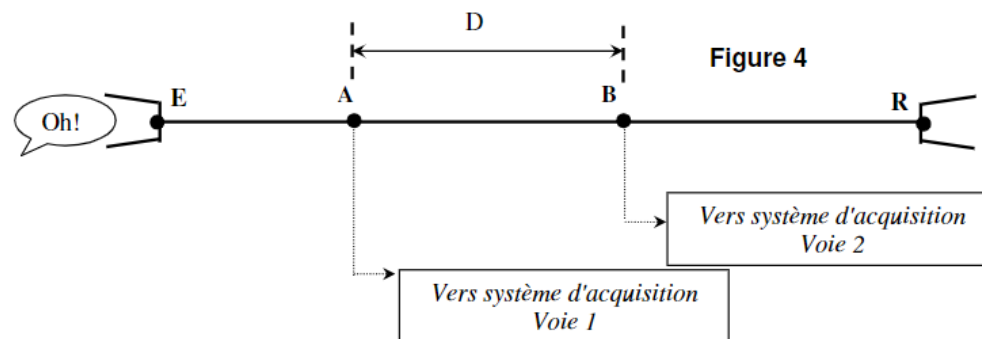 D
Figure 4
E
A
B
R
Oh!
Vers système d'acquisition
Voie 2
Vers système d'acquisition
Voie 1